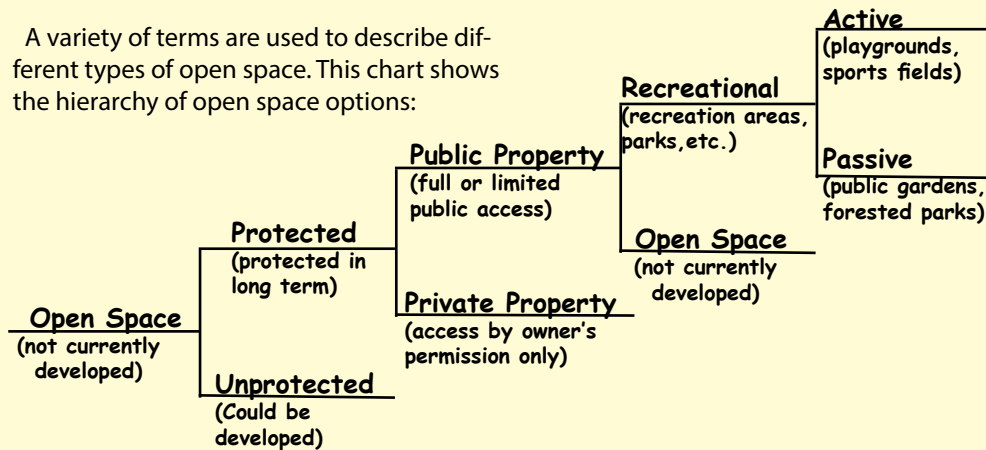 A variety of terms are used to describe dif-
ferent types of open space. This chart shows
the hierarchy of open space options:
Open Space
(not currently
developed)
Protected
(protected in
long term)
Unprotected
(Could be
developed)
Public Property
(full or limited
public access)
Private Property
(access by owner's
permission only)
Recreational
(recreation areas,
parks,etc.)
Open Space
(not currently
developed)
Active
(playgrounds,
sports fields)
Passive
(public gardens,
forested parks)